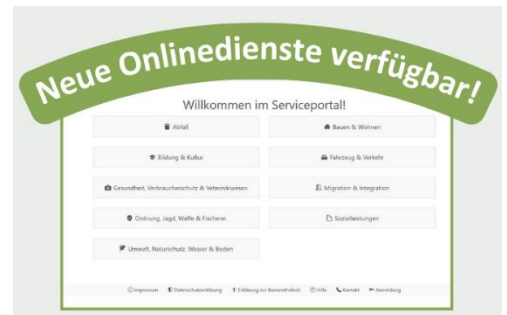 Neue Onlinedienste verfügbar!
Willkommen im Serviceportal!
Abfall
Bauen & Wohnen
Bildung & Kultur
Fahrzeug & Verkehr
Gesundheit, Verbraucherschutz & Veterinärwesen
Migration & Integration
Ordnung, Jagd, Waffe & Fischerei
Sozialleistungen
Umwelt, Naturschutz, Wasser & Boden
Impressum Datenschutzerklärung Erklärung zur Barrierefreiheit Hilfe Kontakt Anmeldung